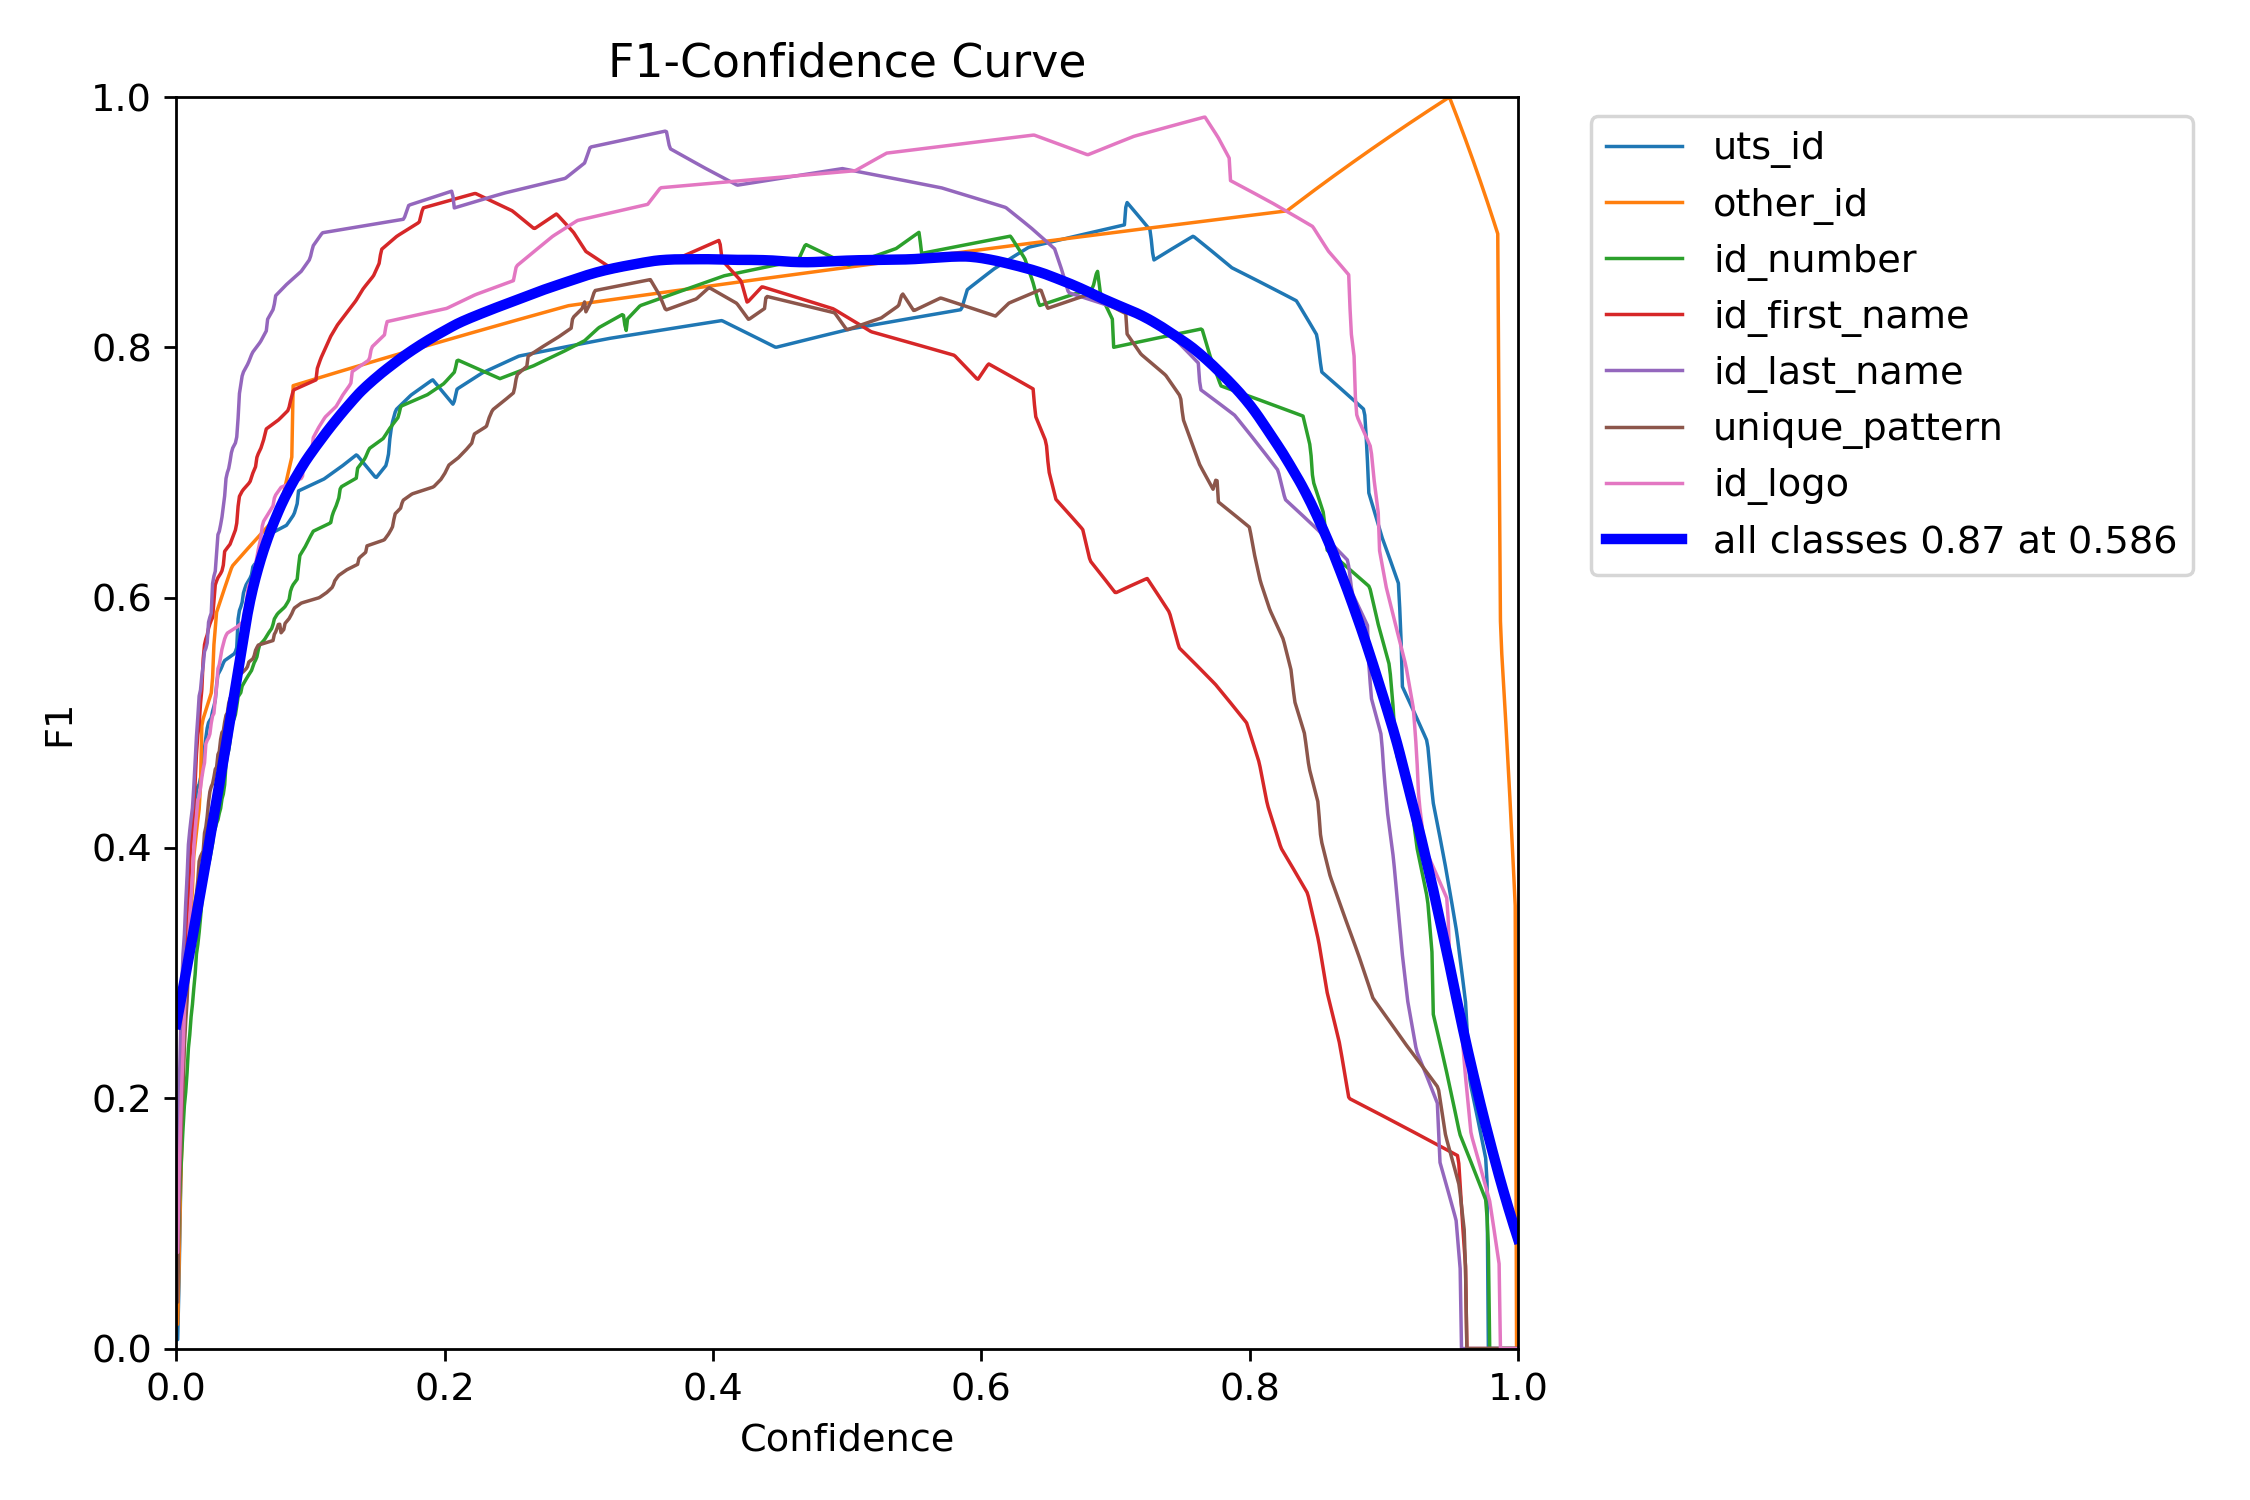 F1-Confidence Curve
1.0
0.8
0.6
0.4
0.2
0.0
F1
0.0 0.2 0.4 0.6 0.8 1.0
Confidence
uts_id
other_id
id_number
id_first_name
id_last_name
unique_pattern
id_logo
all classes 0.87 at 0.586